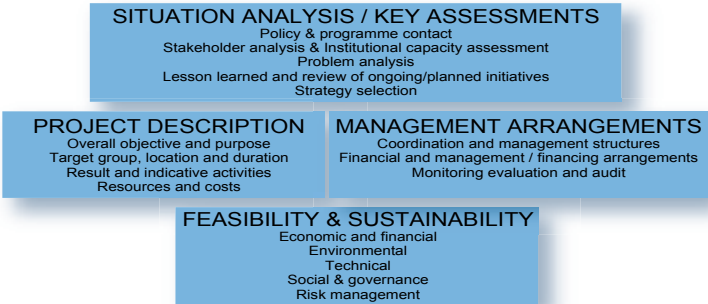 SITUATION ANALYSIS / KEY ASSESSMENTS
Policy & programme contact
Stakeholder analysis & Institutional capacity assessment
Problem analysis
Lesson learned and review of ongoing/planned initiatives
Strategy selection
PROJECT DESCRIPTION
Overall objective and purpose
Target group, location and duration
Result and indicative activities
Resources and costs
MANAGEMENT ARRANGEMENTS
Coordination and management structures
Financial and management / financing arrangements
Monitoring evaluation and audit
FEASIBILITY & SUSTAINABILITY
Economic and financial
Environmental
Technical
Social & governance
Risk management